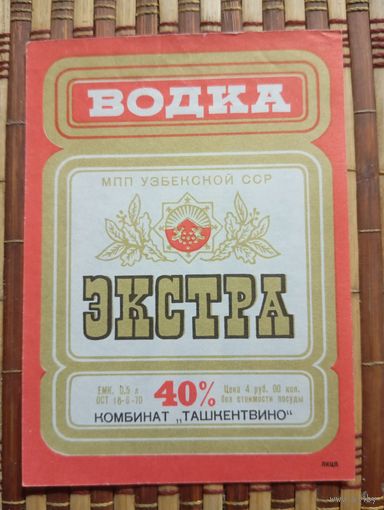 ВОДКА
МПП УЗБЕКСКОЙ ССР
ЭКСТРА
ЕМК. 0,5 л
ОСТ 18-6-70
40%
Цена 4 руб. 00 коп.
без стоимости посуды
КОМБИНАТ „ТАШКЕНТВИНО"